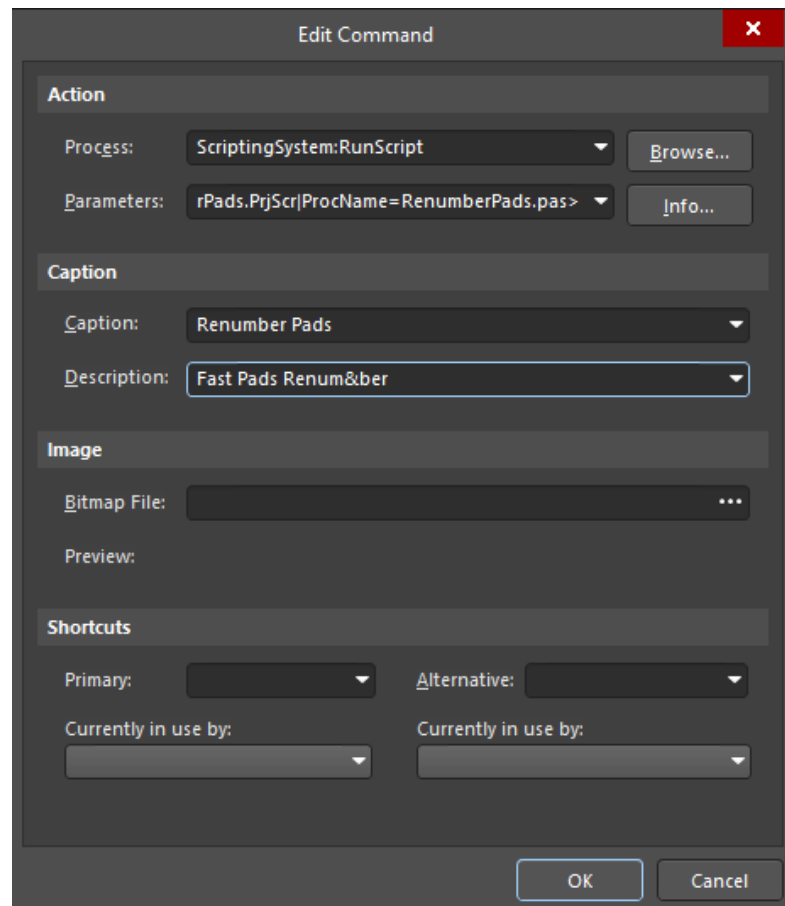 Edit Command
Action
Process: ScriptingSystem:RunScript Browse...
Parameters: rPads.PrjScr|ProcName=RenumberPads.pas> Info...
Caption
Caption: Renumber Pads
Description: Fast Pads Renum&ber
Image
Bitmap File: •••
Preview:
Shortcuts
Primary: Alternative:
Currently in use by: Currently in use by:
OK Cancel